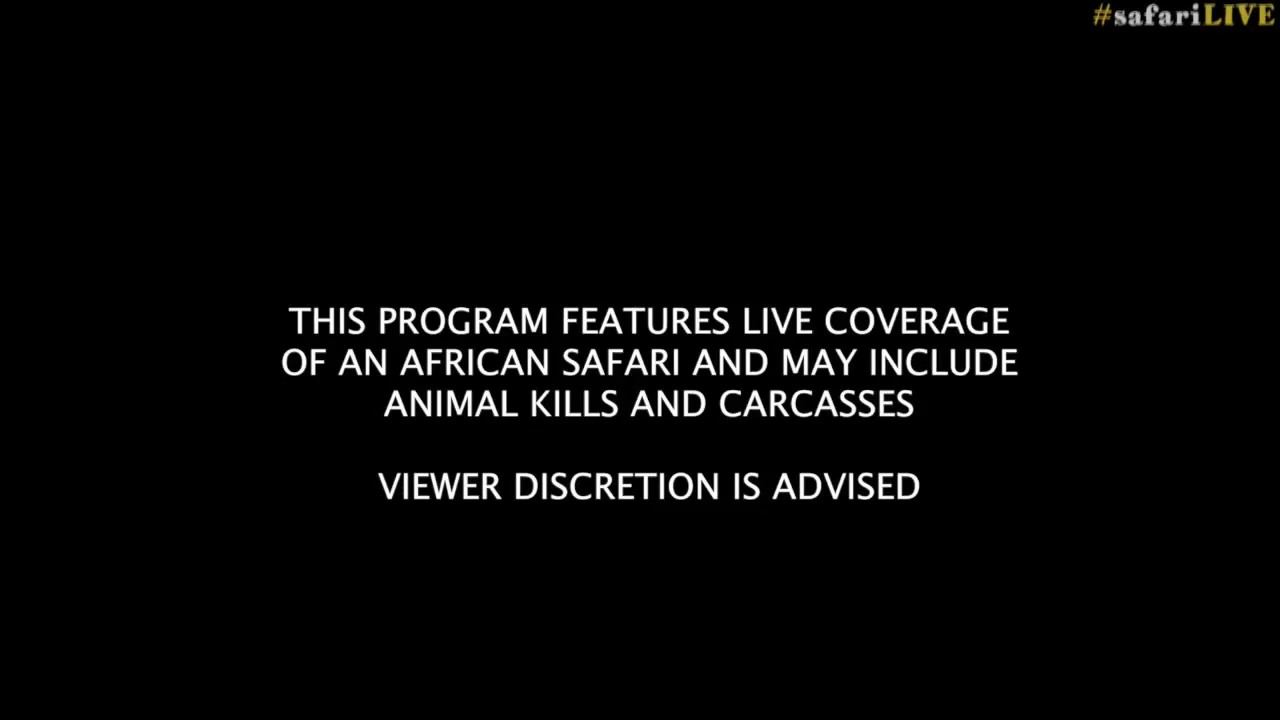 #safariLIVE
THIS PROGRAM FEATURES LIVE COVERAGE
OF AN AFRICAN SAFARI AND MAY INCLUDE
ANIMAL KILLS AND CARCASSES
VIEWER DISCRETION IS ADVISED